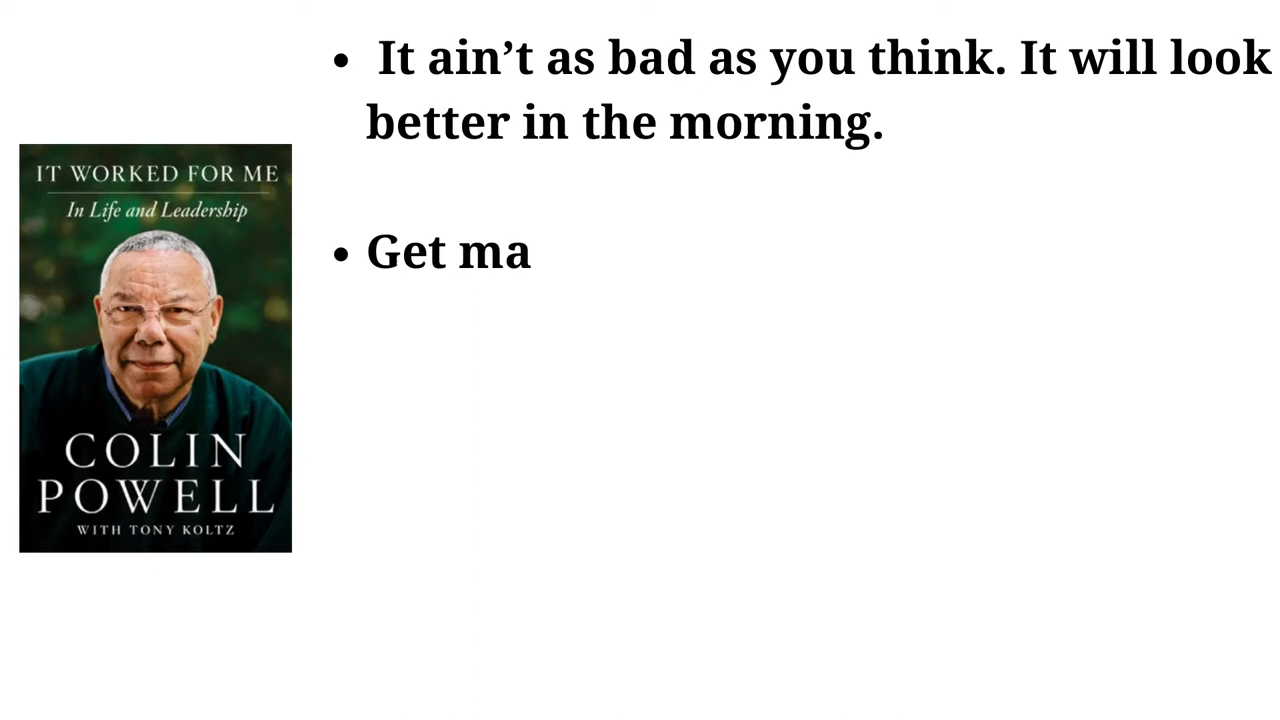 • It ain’t as bad as you think. It will look
better in the morning.
• Get ma
IT WORKED FOR ME
In Life and Leadership
COLIN
POWELL
WITH TONY KOLTZ